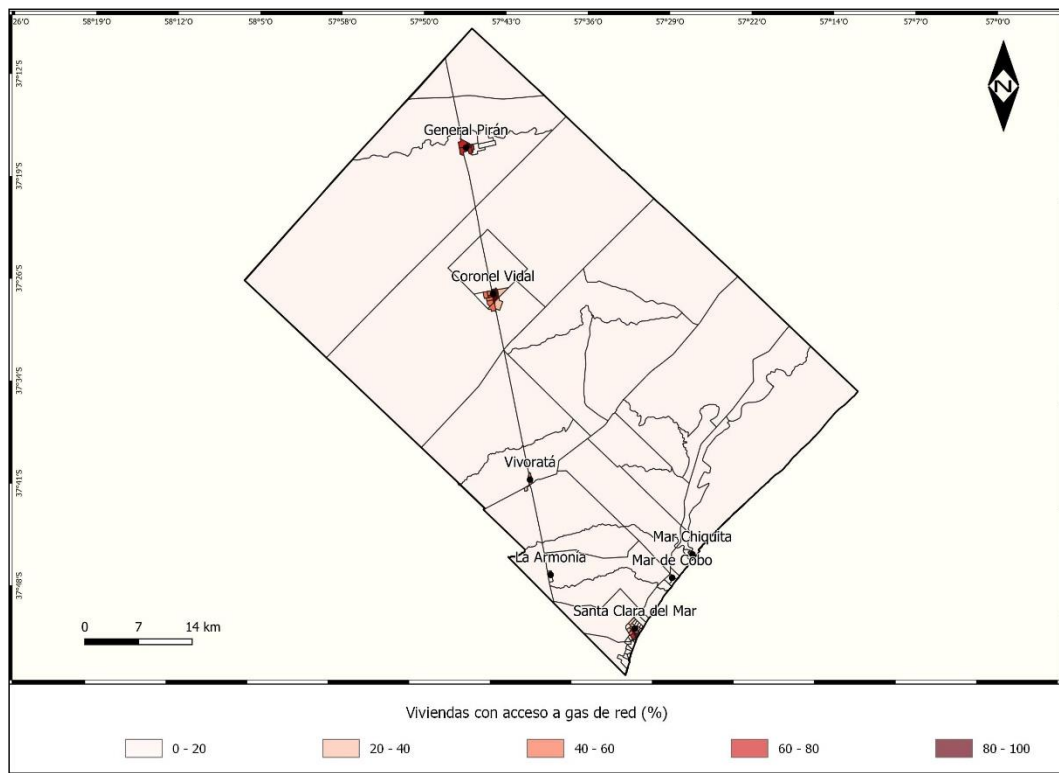 26'O 58°19'O 58°12'O 58°5'O 57°58'O 57°50'O 57°43'O 57°36'O 57°29'O 57°22'O 57°14'O 57°7'O 57°0'O
37°12'S
N
General Pirán
37°19'S
37°26'S
Coronel Vidal
37°34'S
Vivoratá
37°41'S
Mar Chiquita
La Armonía
Mar de Cobo
37°48'S
Santa Clara del Mar
0 7 14 km
Viviendas con acceso a gas de red (%)
0 - 20 20 - 40 40 - 60 60 - 80 80 - 100